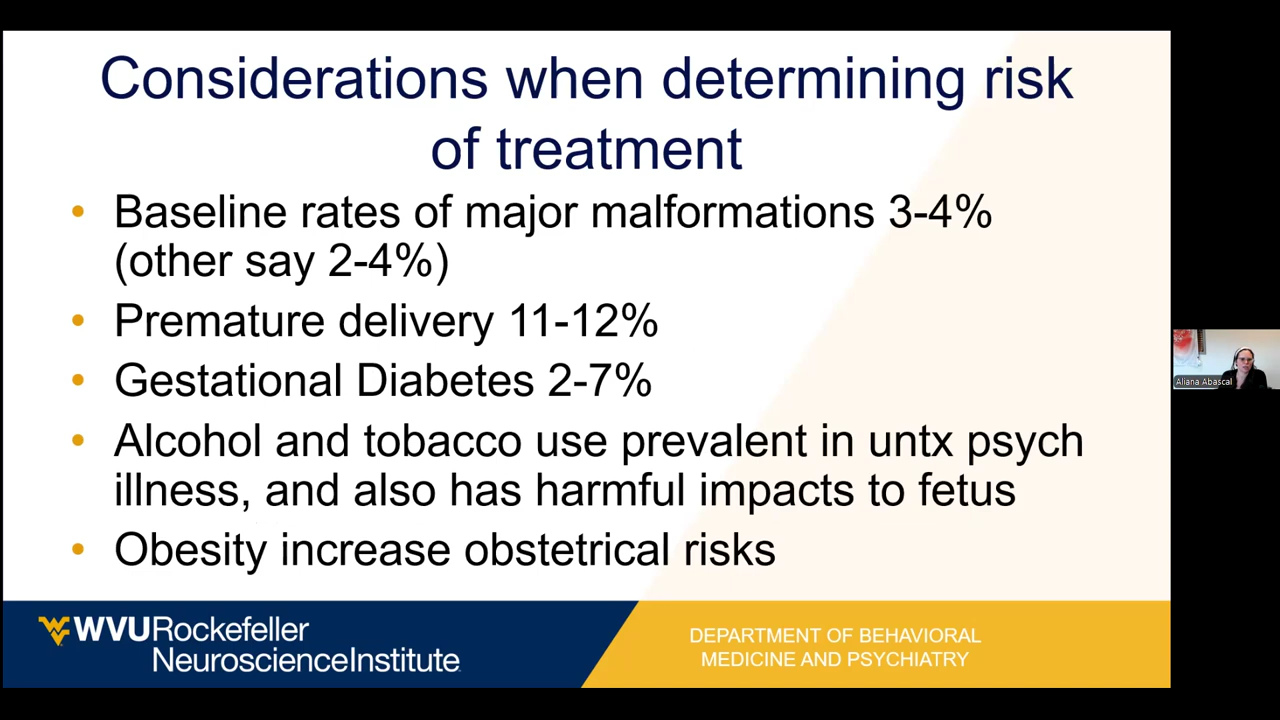 Considerations when determining risk
of treatment
• Baseline rates of major malformations 3-4%
(other say 2-4%)
• Premature delivery 11-12%
• Gestational Diabetes 2-7%
• Alcohol and tobacco use prevalent in untx psych
illness, and also has harmful impacts to fetus
• Obesity increase obstetrical risks
WVU Rockefeller
NeuroscienceInstitute
DEPARTMENT OF BEHAVIORAL
MEDICINE AND PSYCHIATRY
Aliana Abascal